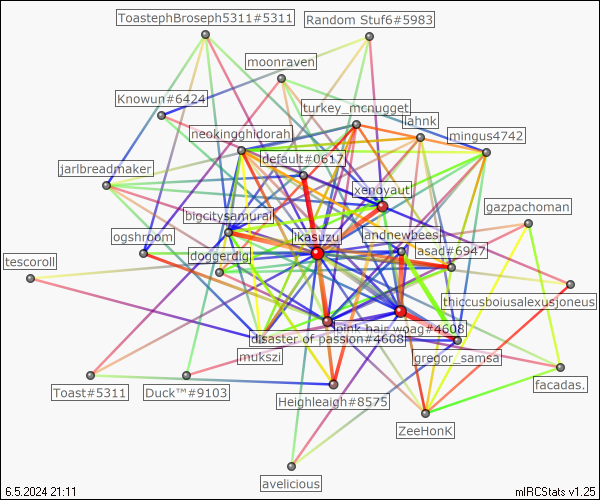 ToastephBroseph5311#5311
Random Stuf6#5983
moonraven
Knowun#6424
turkey_mcnugget
lahnk
neokingghidorah
mingus4742
default#0617
jarlbreadmaker
xenoyaut
bigcitysamurai
gazpachoman
ikasuzu
landnewbees
ogshroom
doggerdig
asad#6947
tescoroll
thiccusboiusalexusjoneus
pink hair woag#4608
disaster of passion#4608
mukszi
gregor_samsa
Toast#5311
Duck™#9103
facadas.
Heighleaigh#8575
ZeeHonK
avelicious
6.5.2024 21:11
mIRCStats v1.25